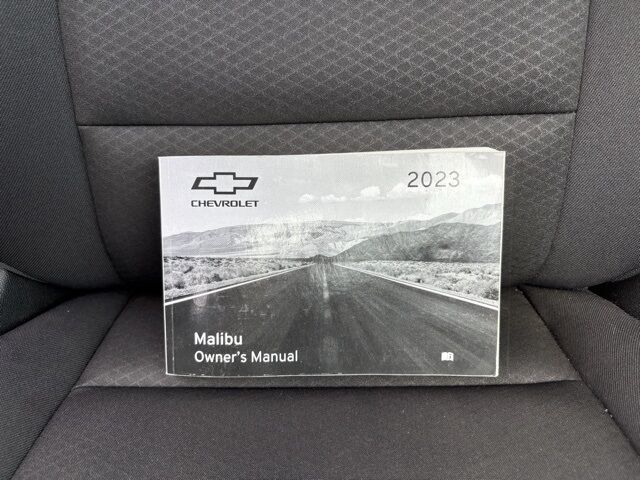 CHEVROLET
2023
Malibu
Owner's Manual